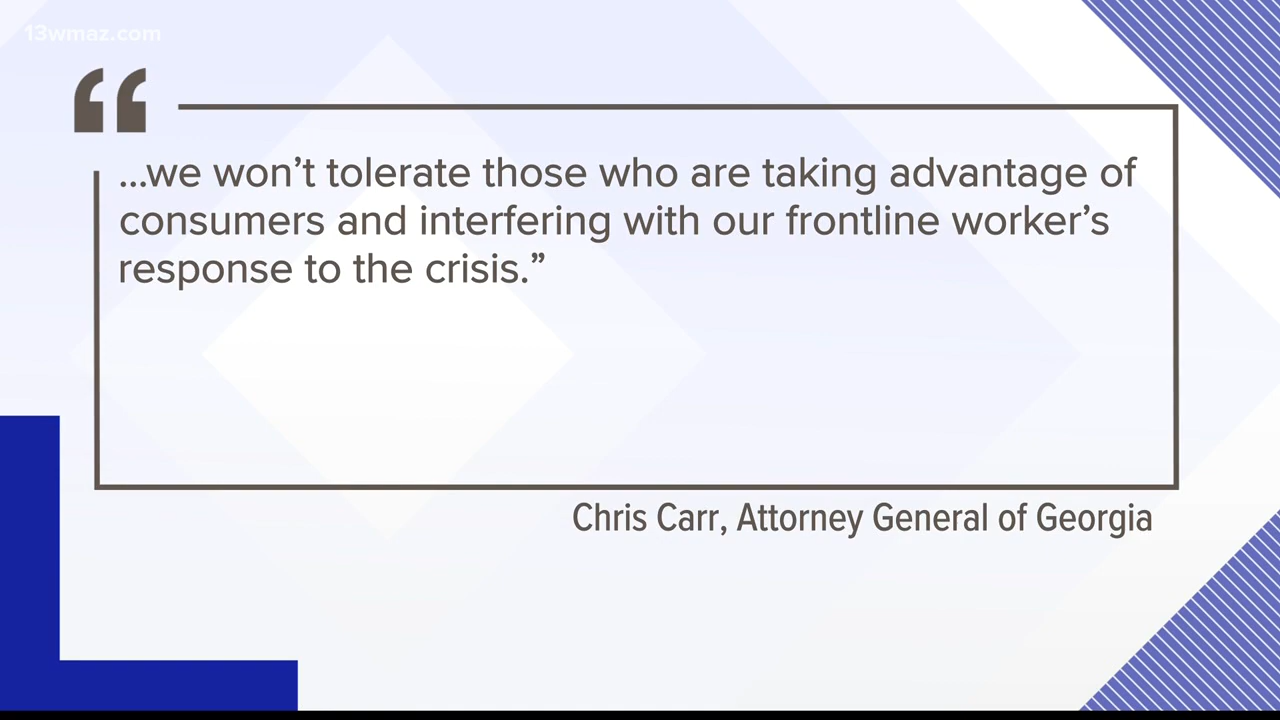 13wmaz.com
“
…we won’t tolerate those who are taking advantage of
consumers and interfering with our frontline worker’s
response to the crisis.”
Chris Carr, Attorney General of Georgia